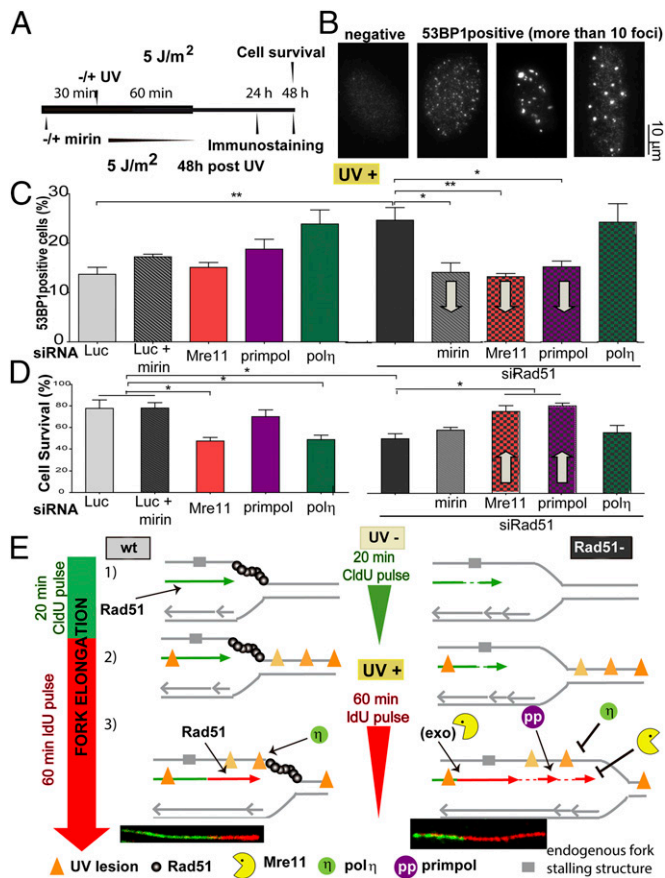 A
5 J/m²
Cell survival
-/+ UV
30 min
60 min
24 h
48 h
-/+ mirin
Immunostaining
5 J/m²
48h post UV
B
negative
53BP1positive (more than 10 foci)
10 µm
UV +
C
53BP1positive cells (%)
30
20
10
0
**
*
**
*
siRNA
Luc
Luc + mirin
Mre11
primpol
polη
mirin
Mre11
primpol
polη
siRad51
D
Cell Survival (%)
100
80
60
40
20
0
*
*
*
*
siRNA
Luc
Luc + mirin
Mre11
primpol
polη
mirin
Mre11
primpol
polη
siRad51
E
wt
UV -
Rad51-
20 min CldU pulse
60 min IdU pulse
FORK ELONGATION
1)
Rad51
20 min
CldU pulse
2)
UV +
60 min
IdU pulse
3)
Rad51
η
(exo)
pp
η
UV lesion
Rad51
Mre11
η
polη
pp
primpol
endogenous fork
stalling structure